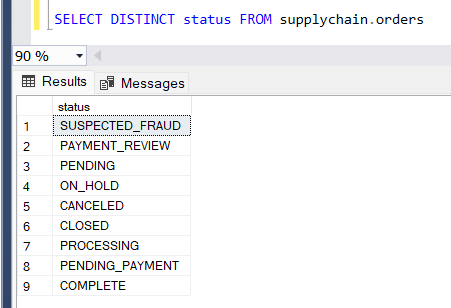 SELECT DISTINCT status FROM supplychain.orders
90 %
Results Messages
status
1 SUSPECTED_FRAUD
2 PAYMENT_REVIEW
3 PENDING
4 ON_HOLD
5 CANCELED
6 CLOSED
7 PROCESSING
8 PENDING_PAYMENT
9 COMPLETE